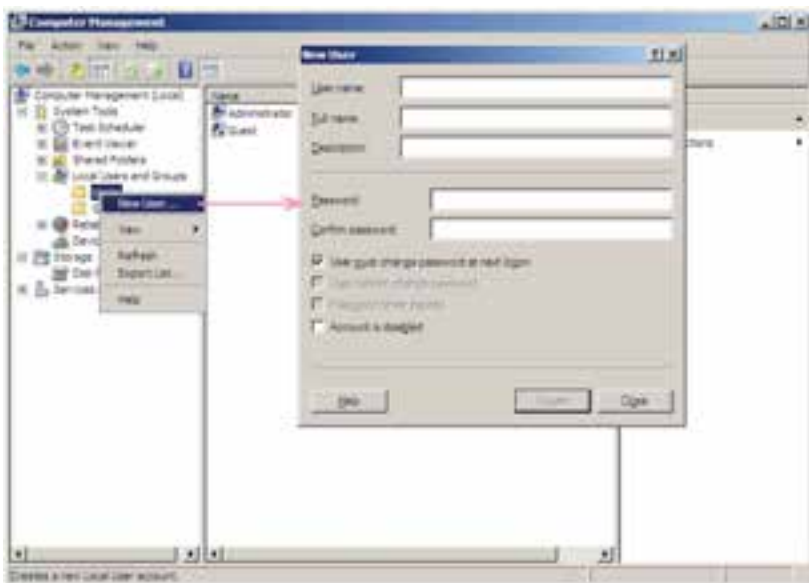 Computer Management
File Action View Help
Computer Management (Local)
System Tools
Task Scheduler
Event Viewer
Shared Folders
Local Users and Groups
Storage
Services
New User...
View
Refresh
Export List...
Help
Name
Administrator
Guest
New User
User name:
Full name:
Description:
Password:
Confirm password:
User must change password at next logon
User cannot change password
Password never expires
Account is disabled
Help
Create
Close
Creates a new Local User account.